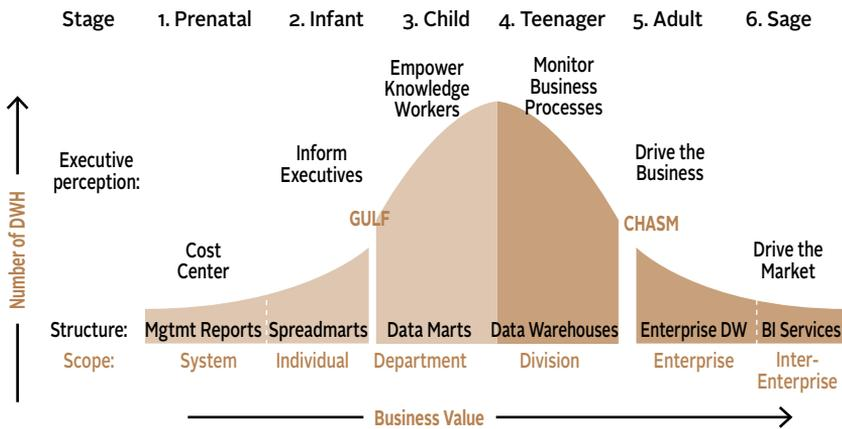 Stage 1. Prenatal 2. Infant 3. Child 4. Teenager 5. Adult 6. Sage
Empower
Knowledge
Workers
Monitor
Business
Processes
Executive
perception:
Inform
Executives
Drive the
Business
GULF
CHASM
Number of DWH
Cost
Center
Drive the
Market
Structure: Mgtmt Reports Spreadmarts Data Marts Data Warehouses Enterprise DW BI Services
Scope: System Individual Department Division Enterprise Inter-
Enterprise
Business Value